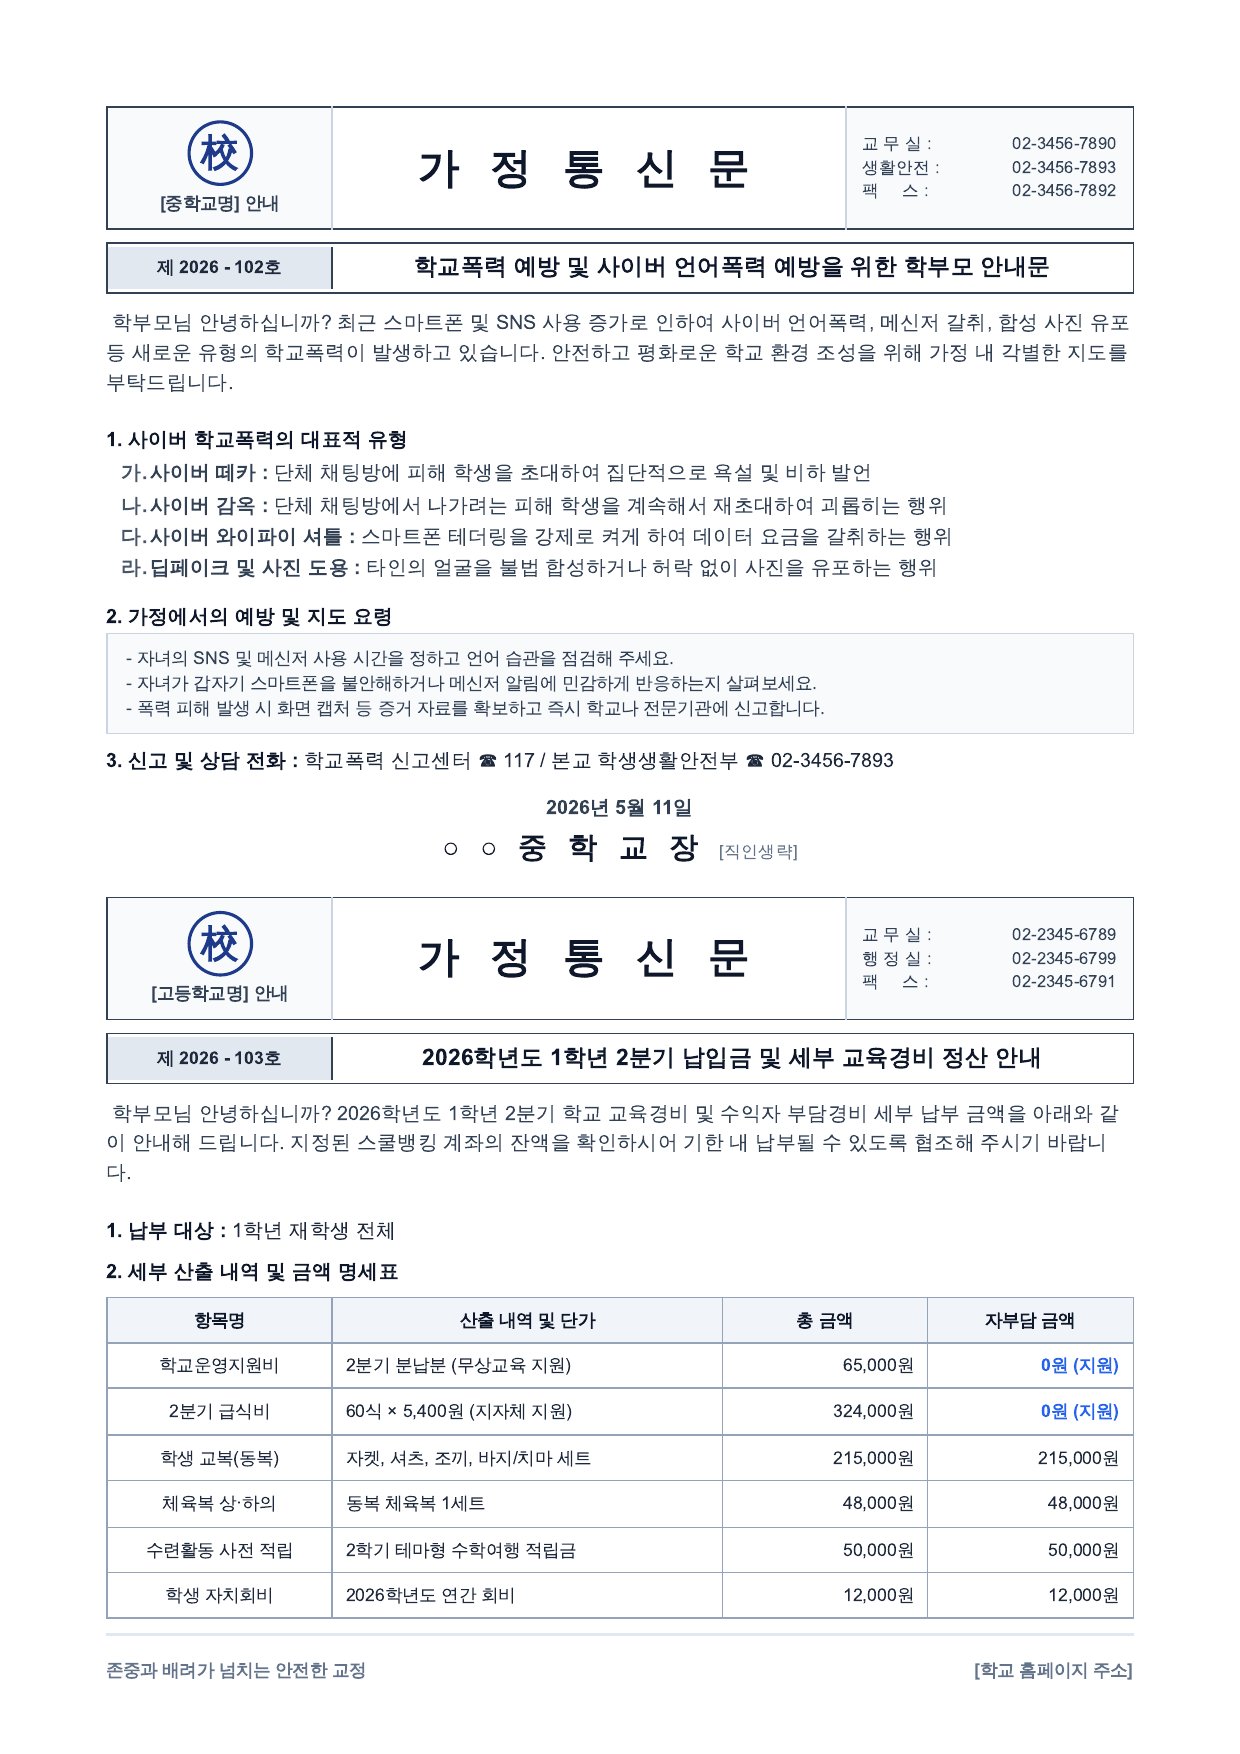 校
[중학교명] 안내
가 정 통 신 문
교 무 실 : 02-3456-7890
생활안전 : 02-3456-7893
팩 스 : 02-3456-7892
제 2026 - 102호
학교폭력 예방 및 사이버 언어폭력 예방을 위한 학부모 안내문
학부모님 안녕하십니까? 최근 스마트폰 및 SNS 사용 증가로 인하여 사이버 언어폭력, 메신저 갈취, 합성 사진 유포
등 새로운 유형의 학교폭력이 발생하고 있습니다. 안전하고 평화로운 학교 환경 조성을 위해 가정 내 각별한 지도를
부탁드립니다.
1. 사이버 학교폭력의 대표적 유형
가. 사이버 떼카 : 단체 채팅방에 피해 학생을 초대하여 집단적으로 욕설 및 비하 발언
나. 사이버 감옥 : 단체 채팅방에서 나가려는 피해 학생을 계속해서 재초대하여 괴롭히는 행위
다. 사이버 와이파이 셔틀 : 스마트폰 테더링을 강제로 켜게 하여 데이터 요금을 갈취하는 행위
라. 딥페이크 및 사진 도용 : 타인의 얼굴을 불법 합성하거나 허락 없이 사진을 유포하는 행위
2. 가정에서의 예방 및 지도 요령
- 자녀의 SNS 및 메신저 사용 시간을 정하고 언어 습관을 점검해 주세요.
- 자녀가 갑자기 스마트폰을 불안해하거나 메신저 알림에 민감하게 반응하는지 살펴보세요.
- 폭력 피해 발생 시 화면 캡처 등 증거 자료를 확보하고 즉시 학교나 전문기관에 신고합니다.
3. 신고 및 상담 전화 : 학교폭력 신고센터 ☎ 117 / 본교 학생생활안전부 ☎ 02-3456-7893
2026년 5월 11일
○ ○ 중 학 교 장 [직인생략]
校
[고등학교명] 안내
가 정 통 신 문
교 무 실 : 02-2345-6789
행 정 실 : 02-2345-6799
팩 스 : 02-2345-6791
제 2026 - 103호
2026학년도 1학년 2분기 납입금 및 세부 교육경비 정산 안내
학부모님 안녕하십니까? 2026학년도 1학년 2분기 학교 교육경비 및 수익자 부담경비 세부 납부 금액을 아래와 같
이 안내해 드립니다. 지정된 스쿨뱅킹 계좌의 잔액을 확인하시어 기한 내 납부될 수 있도록 협조해 주시기 바랍니
다.
1. 납부 대상 : 1학년 재학생 전체
2. 세부 산출 내역 및 금액 명세표
항목명 산출 내역 및 단가 총 금액 자부담 금액
학교운영지원비 2분기 분납분 (무상교육 지원) 65,000원 0원 (지원)
2분기 급식비 60식 × 5,400원 (지자체 지원) 324,000원 0원 (지원)
학생 교복(동복) 자켓, 셔츠, 조끼, 바지/치마 세트 215,000원 215,000원
체육복 상·하의 동복 체육복 1세트 48,000원 48,000원
수련활동 사전 적립 2학기 테마형 수학여행 적립금 50,000원 50,000원
학생 자치회비 2026학년도 연간 회비 12,000원 12,000원
존중과 배려가 넘치는 안전한 교정 [학교 홈페이지 주소]